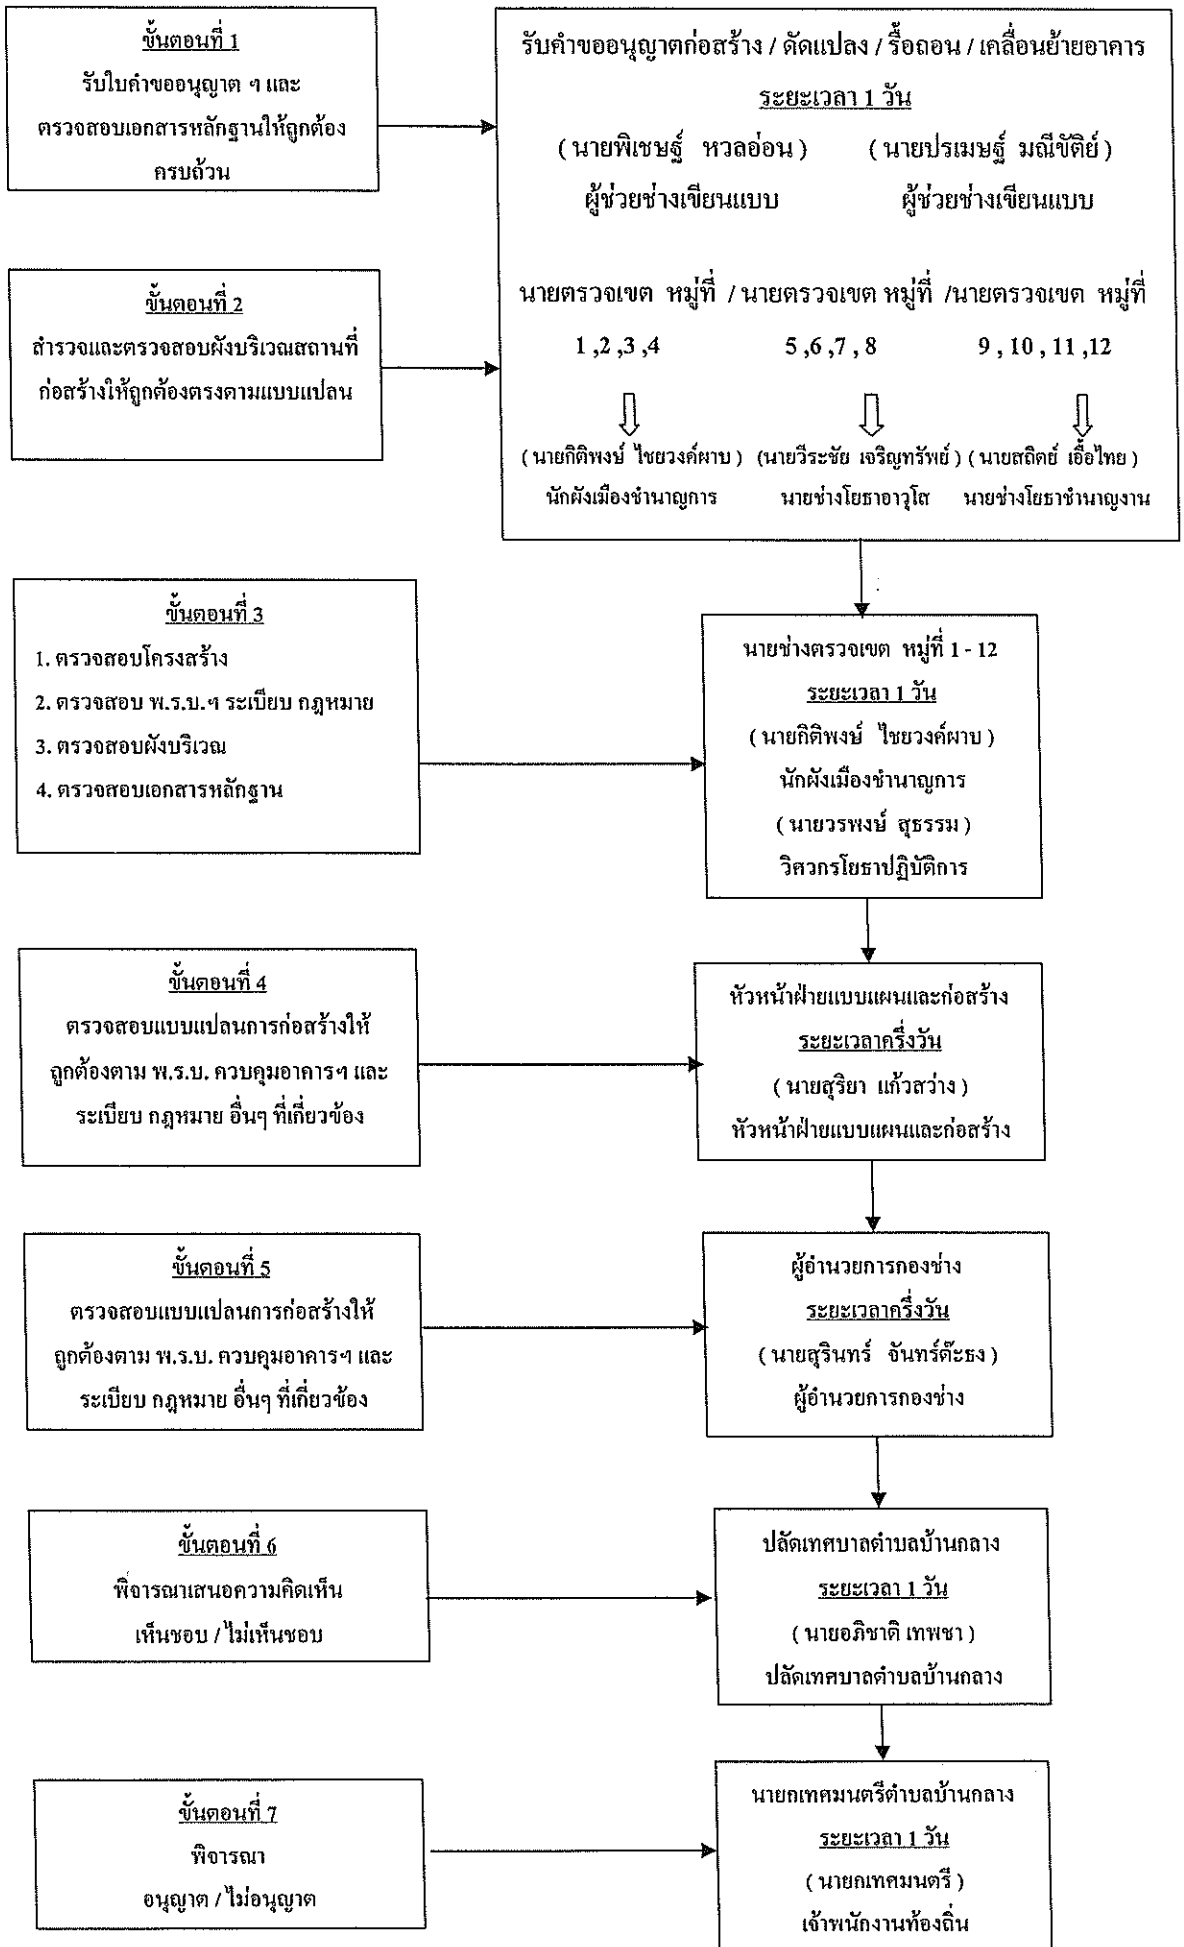 ขั้นตอนที่ 1
รับใบคำขออนุญาต ฯ และ
ตรวจสอบเอกสารหลักฐานให้ถูกต้อง
ครบถ้วน
รับคำขออนุญาตก่อสร้าง / ดัดแปลง / รื้อถอน / เคลื่อนย้ายอาคาร
ระยะเวลา 1 วัน
( นายพิเชษฐ์ หวลอ่อน ) ( นายปรเมษฐ์ มณีขัติย์ )
ผู้ช่วยช่างเขียนแบบ ผู้ช่วยช่างเขียนแบบ
ขั้นตอนที่ 2
สำรวจและตรวจสอบผังบริเวณสถานที่
ก่อสร้างให้ถูกต้องตรงตามแบบแปลน
นายตรวจเขต หมู่ที่ / นายตรวจเขต หมู่ที่ /นายตรวจเขต หมู่ที่
1 ,2 ,3 ,4 5 ,6 ,7 , 8 9 , 10 , 11 ,12
( นายกิติพงษ์ ไชยวงค์ผาบ ) (นายวีระชัย เจริญทรัพย์ ) ( นายสถิตย์ เอื้อไทย )
นักผังเมืองชำนาญการ นายช่างโยธาอาวุโส นายช่างโยธาชำนาญงาน
ขั้นตอนที่ 3
1. ตรวจสอบโครงสร้าง
2. ตรวจสอบ พ.ร.บ.ฯ ระเบียบ กฎหมาย
3. ตรวจสอบผังบริเวณ
4. ตรวจสอบเอกสารหลักฐาน
นายช่างตรวจเขต หมู่ที่ 1 - 12
ระยะเวลา 1 วัน
( นายกิติพงษ์ ไชยวงค์ผาบ )
นักผังเมืองชำนาญการ
( นายวรพงษ์ สุธรรม )
วิศวกรโยธาปฏิบัติการ
ขั้นตอนที่ 4
ตรวจสอบแบบแปลนการก่อสร้างให้
ถูกต้องตาม พ.ร.บ. ควบคุมอาคารฯ และ
ระเบียบ กฎหมาย อื่นๆ ที่เกี่ยวข้อง
หัวหน้าฝ่ายแบบแผนและก่อสร้าง
ระยะเวลาครึ่งวัน
( นายสุริยา แก้วสว่าง )
หัวหน้าฝ่ายแบบแผนและก่อสร้าง
ขั้นตอนที่ 5
ตรวจสอบแบบแปลนการก่อสร้างให้
ถูกต้องตาม พ.ร.บ. ควบคุมอาคารฯ และ
ระเบียบ กฎหมาย อื่นๆ ที่เกี่ยวข้อง
ผู้อำนวยการกองช่าง
ระยะเวลาครึ่งวัน
( นายสุรินทร์ จันทร์ต๊ะธง )
ผู้อำนวยการกองช่าง
ขั้นตอนที่ 6
พิจารณาเสนอความคิดเห็น
เห็นชอบ / ไม่เห็นชอบ
ปลัดเทศบาลตำบลบ้านกลาง
ระยะเวลา 1 วัน
( นายอภิชาติ เทพชา )
ปลัดเทศบาลตำบลบ้านกลาง
ขั้นตอนที่ 7
พิจารณา
อนุญาต / ไม่อนุญาต
นายกเทศมนตรีตำบลบ้านกลาง
ระยะเวลา 1 วัน
( นายกเทศมนตรี )
เจ้าพนักงานท้องถิ่น